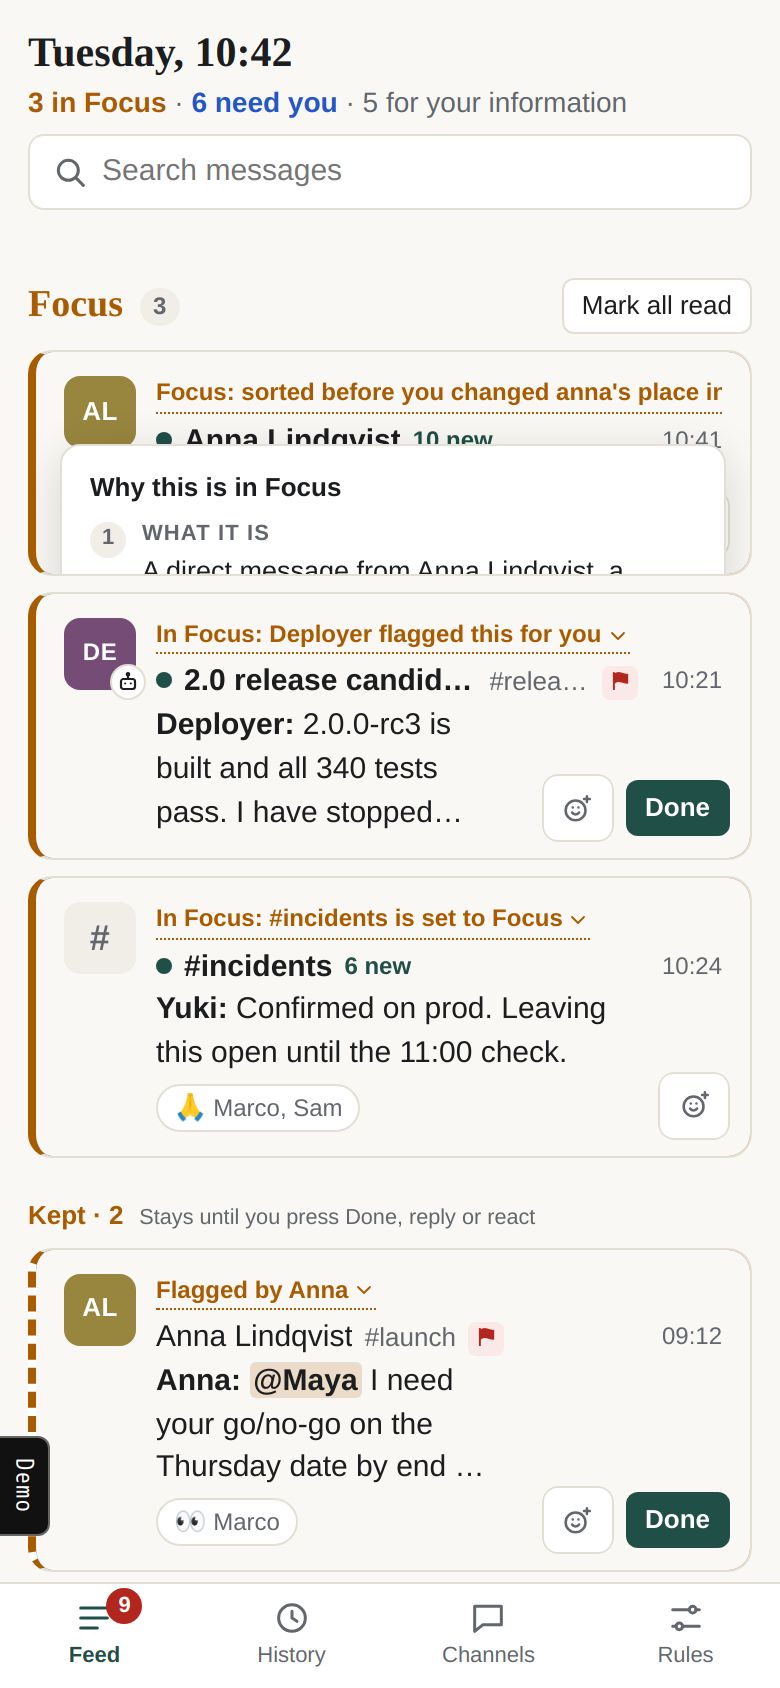 Tuesday, 10:42
3 in Focus · 6 need you · 5 for your information
Search messages
Focus 3
Mark all read
AL
Focus: sorted before you changed anna's place in
Anna Lindqvist 10 new 10:41
Why this is in Focus
1 WHAT IT IS
A direct message from Anna Lindqvist, a
DE
In Focus: Deployer flagged this for you
2.0 release candid… #relea… 10:21
Deployer: 2.0.0-rc3 is
built and all 340 tests
pass. I have stopped…
Done
#
In Focus: #incidents is set to Focus
#incidents 6 new 10:24
Yuki: Confirmed on prod. Leaving
this open until the 11:00 check.
🙏 Marco, Sam
Kept · 2 Stays until you press Done, reply or react
AL
Flagged by Anna
Anna Lindqvist #launch 09:12
Anna: @Maya I need
your go/no-go on the
Thursday date by end …
👀 Marco
Done
Demo
9
Feed
History
Channels
Rules